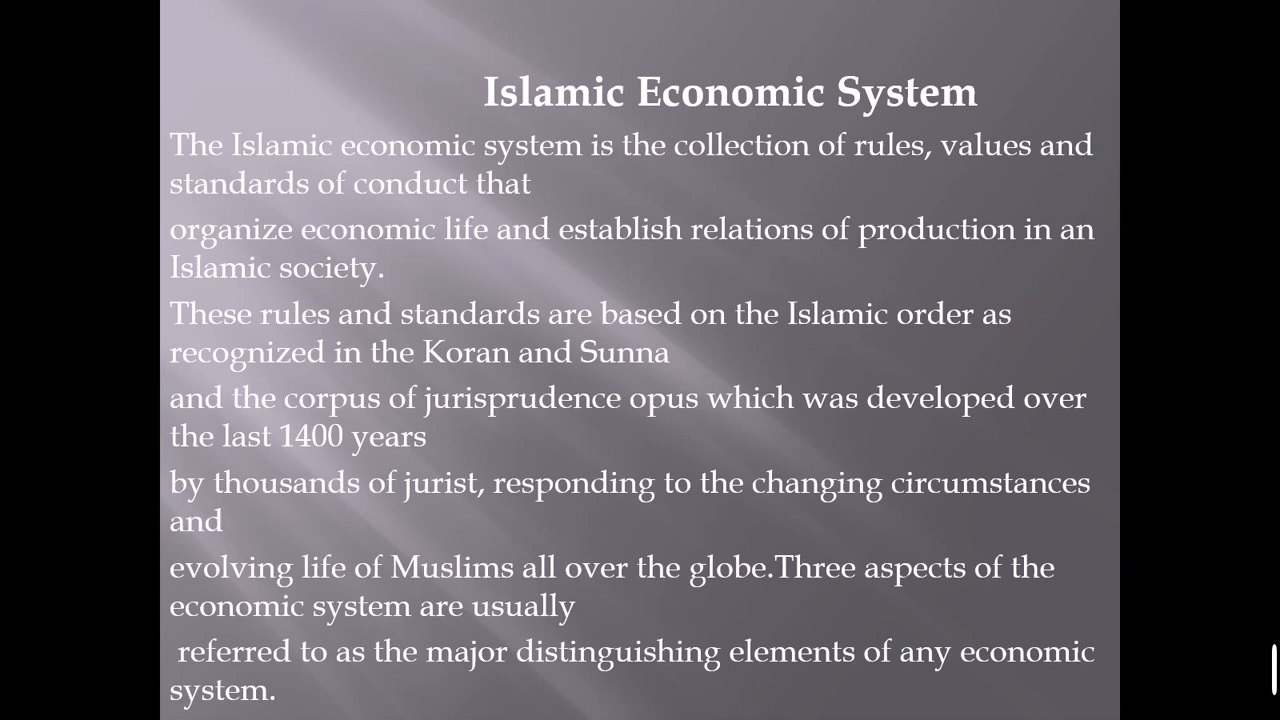 Islamic Economic System
The Islamic economic system is the collection of rules, values and
standards of conduct that
organize economic life and establish relations of production in an
Islamic society.
These rules and standards are based on the Islamic order as
recognized in the Koran and Sunna
and the corpus of jurisprudence opus which was developed over
the last 1400 years
by thousands of jurist, responding to the changing circumstances
and
evolving life of Muslims all over the globe.Three aspects of the
economic system are usually
referred to as the major distinguishing elements of any economic
system.